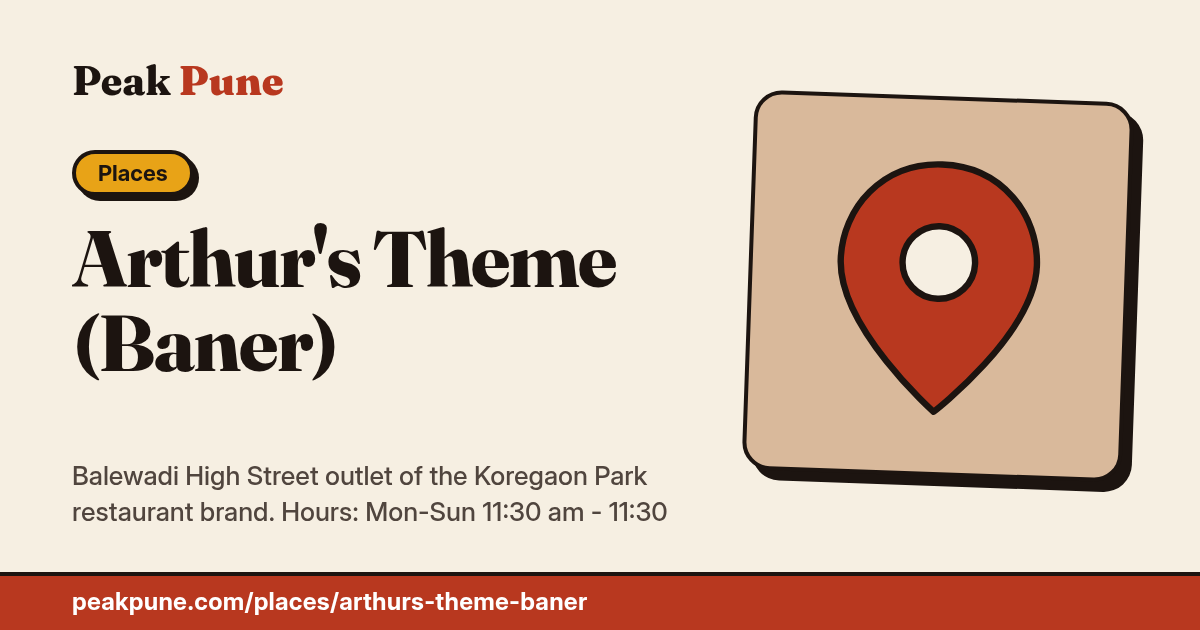 Peak Pune
Places
Arthur's Theme
(Baner)
Balewadi High Street outlet of the Koregaon Park
restaurant brand. Hours: Mon-Sun 11:30 am - 11:30
peakpune.com/places/arthurs-theme-baner